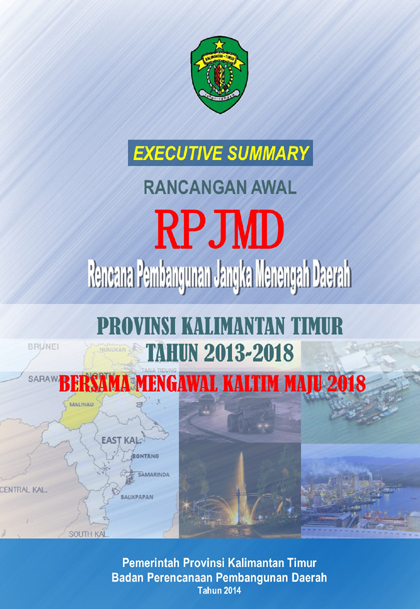 EXECUTIVE SUMMARY
RANCANGAN AWAL
RPJMD
Rencana Pembangunan Jangka Menengah Daerah
PROVINSI KALIMANTAN TIMUR
TAHUN 2013-2018
BERSAMA MENGAWAL KALTIM MAJU 2018
BRUNEI
SARAW
MALINAU
EAST KAL.
BONTANG
SAMARINDA
CENTRAL KAL.
BALIKPAPAN
SOUTH KAL.
Pemerintah Provinsi Kalimantan Timur
Badan Perencanaan Pembangunan Daerah
Tahun 2014